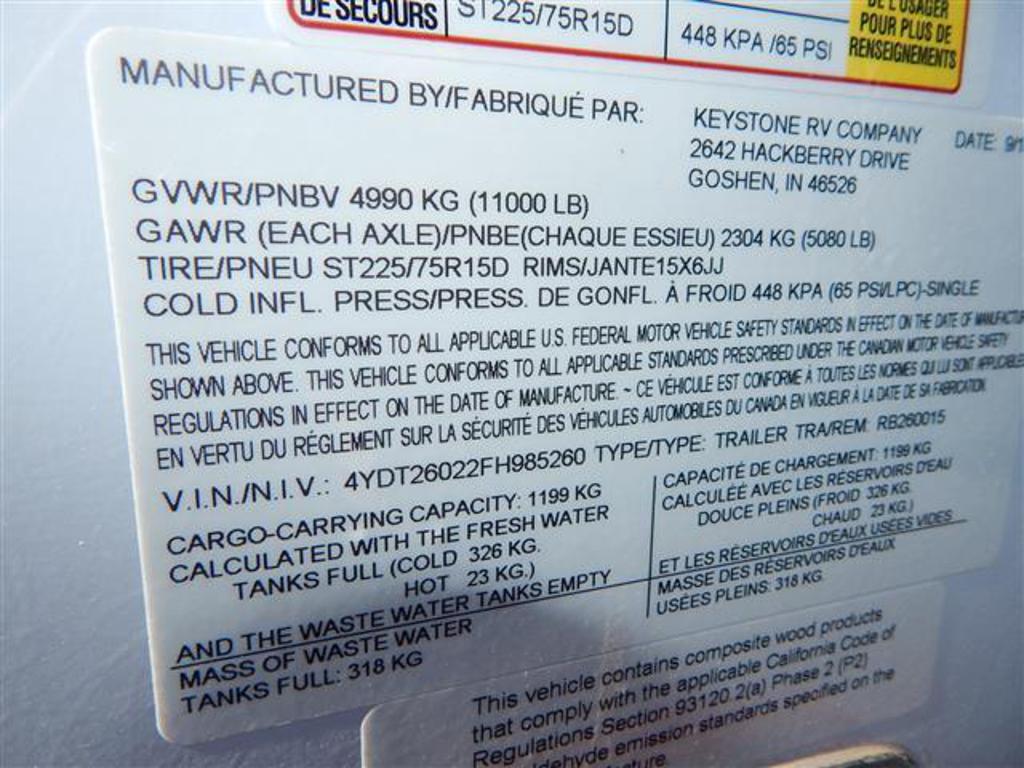 DE SECOURS ST225/75R15D 448 KPA /65 PSI
DE L'USAGER
POUR PLUS DE
RENSEIGNEMENTS
MANUFACTURED BY/FABRIQUÉ PAR:
KEYSTONE RV COMPANY
2642 HACKBERRY DRIVE
GOSHEN, IN 46526
DATE: 9/1
GVWR/PNBV 4990 KG (11000 LB)
GAWR (EACH AXLE)/PNBE(CHAQUE ESSIEU) 2304 KG (5080 LB)
TIRE/PNEU ST225/75R15D RIMS/JANTE15X6JJ
COLD INFL. PRESS/PRESS. DE GONFL. À FROID 448 KPA (65 PSI/LPC)-SINGLE
THIS VEHICLE CONFORMS TO ALL APPLICABLE U.S. FEDERAL MOTOR VEHICLE SAFETY STANDARDS IN EFFECT ON THE DATE OF MANUFACTUR
SHOWN ABOVE. THIS VEHICLE CONFORMS TO ALL APPLICABLE STANDARDS PRESCRIBED UNDER THE CANADIAN MOTOR VEHICLE SAFETY
REGULATIONS IN EFFECT ON THE DATE OF MANUFACTURE. ~ CE VÉHICULE EST CONFORME À TOUTES LES NORMES QUI LUI SONT APPLICABLES
EN VERTU DU RÉGLEMENT SUR LA SÉCURITÉ DES VÉHICULES AUTOMOBILES DU CANADA EN VIGUEUR À LA DATE DE SA FABRICATION.
V.I.N./N.I.V.: 4YDT26022FH985260 TYPE/TYPE: TRAILER TRA/REM: RB260015
CARGO-CARRYING CAPACITY: 1199 KG
CALCULATED WITH THE FRESH WATER
TANKS FULL (COLD 326 KG.
HOT 23 KG.)
AND THE WASTE WATER TANKS EMPTY
MASS OF WASTE WATER
TANKS FULL: 318 KG
CAPACITÉ DE CHARGEMENT: 1199 KG
CALCULÉE AVEC LES RÉSERVOIRS D'EAU
DOUCE PLEINS (FROID 326 KG.
CHAUD 23 KG.)
ET LES RÉSERVOIRS D'EAUX USÉES VIDES
MASSE DES RÉSERVOIRS D'EAUX
USÉES PLEINS: 318 KG.
This vehicle contains composite wood products
that comply with the applicable California Code of
Regulations Section 93120.2(a) Phase 2 (P2)
ldehyde emission standards specified on the